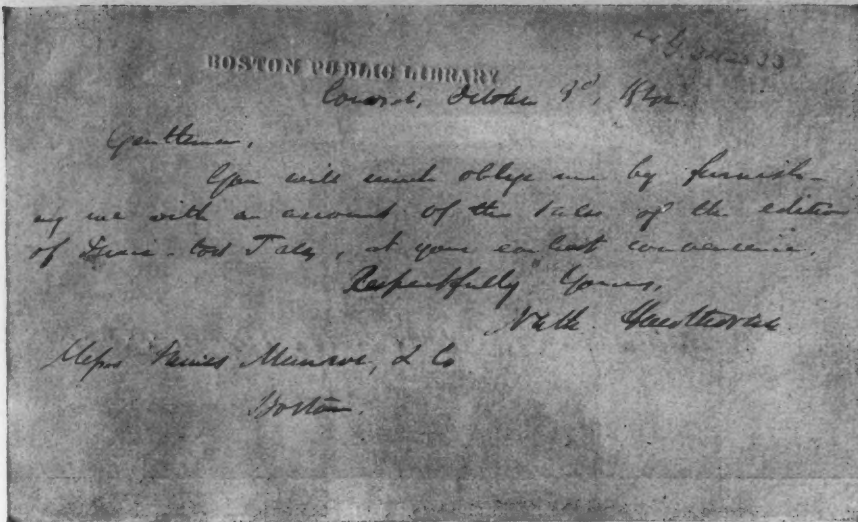 BOSTON PUBLIC LIBRARY
Concord, October 3d,
Gentlemen,
You will much oblige me by furnish-
ing me with an account of the sales of the edition
of Twice-told Tales, at your earliest convenience.
Respectfully Yours,
Nath. Hawthorne
Messrs James Munroe, & Co
Boston.